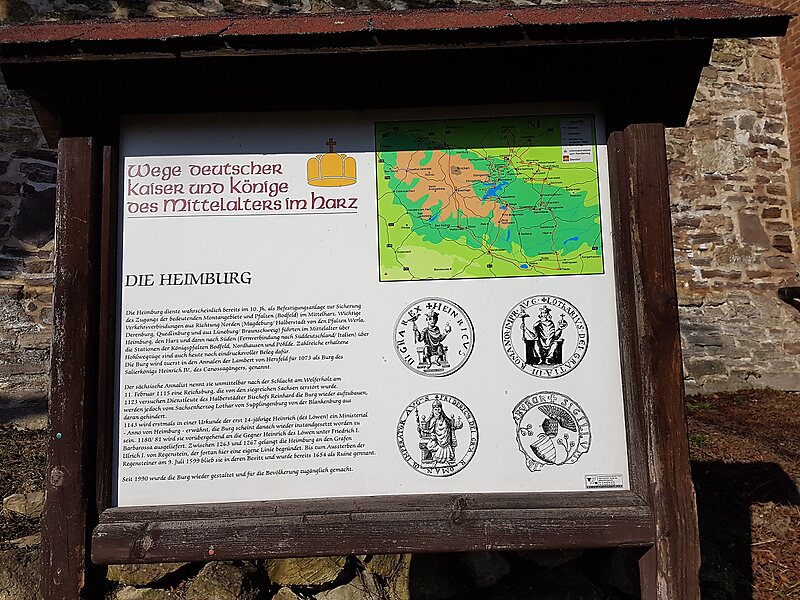 Wege deutscher
kaiser und könige
des Mittelalters im harz
DIE HEIMBURG
Die Heimburg diente wahrscheinlich bereits im 10. Jh. als Befestigungsanlage zur Sicherung
des Zugangs der bedeutenden Montangebiete und Pfalzen (Bodfeld) im Mittelharz. Wichtige
Verkehrsverbindungen aus Richtung Norden (Magdeburg/ Halberstadt von den Pfalzen Werla,
Derenburg, Quedlinburg und aus Lüneburg/ Braunschweig) führten im Mittelalter über
Heimburg, den Harz und dann nach Süden (Fernverbindung nach Süddeutschland/ Italien) über
die Stationen der Königspfalzen Bodfeld, Nordhausen und Pöhlde. Zahlreiche erhaltene
Hohlwegzüge sind auch heute noch eindrucksvoller Beleg dafür.
Die Burg wird zuerst in den Annalen der Lambert von Hersfeld für 1073 als Burg des
Salierkönigs Heinrich IV., des Canossagängers, genannt.
Der sächsische Annalist nennt sie unmittelbar nach der Schlacht am Welfesholz am
11. Februar 1115 eine Reichsburg, die von den siegreichen Sachsen zerstört wurde.
1123 versuchen Dienstleute des Halberstädter Bischofs Reinhard die Burg wieder aufzubauen,
werden jedoch vom Sachsenherzog Lothar von Supplingenburg von der Blankenburg aus
daran gehindert.
1143 wird erstmals in einer Urkunde der erst 14-jährige Heinrich (des Löwen) ein Ministerial
- Anno von Heimburg - erwähnt, die Burg scheint danach wieder instandgesetzt worden zu
sein. 1180/ 81 wird sie vorübergehend an die Gegner Heinrich des Löwen unter Friedrich I.
Barbarossa ausgeliefert. Zwischen 1263 und 1267 gelangt die Heimburg an den Grafen
Ulrich I. von Regenstein, der fortan hier eine eigene Linie begründet. Bis zum Aussterben der
Regensteiner am 9. Juli 1599 blieb sie in deren Besitz und wurde bereits 1654 als Ruine genannt.
Seit 1990 wurde die Burg wieder gestaltet und für die Bevölkerung zugänglich gemacht.